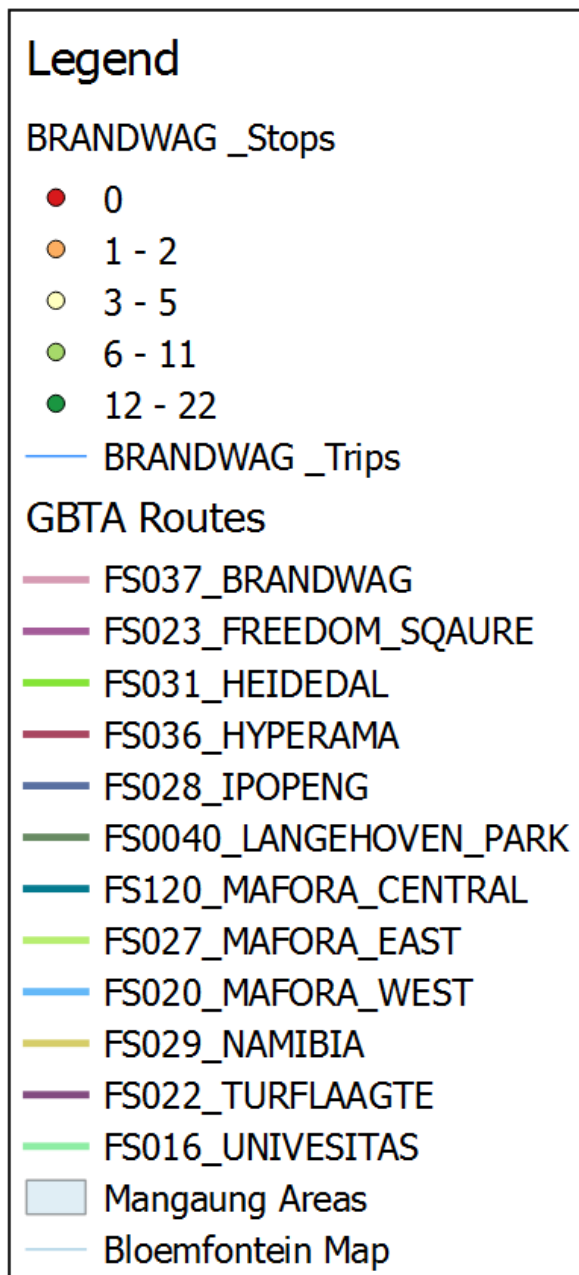 Legend
BRANDWAG _Stops
0
1 - 2
3 - 5
6 - 11
12 - 22
BRANDWAG _Trips
GBTA Routes
FS037_BRANDWAG
FS023_FREEDOM_SQAURE
FS031_HEIDEDAL
FS036_HYPERAMA
FS028_IPOPENG
FS0040_LANGEHOVEN_PARK
FS120_MAFORA_CENTRAL
FS027_MAFORA_EAST
FS020_MAFORA_WEST
FS029_NAMIBIA
FS022_TURFLAAGTE
FS016_UNIVESITAS
Mangaung Areas
Bloemfontein Map